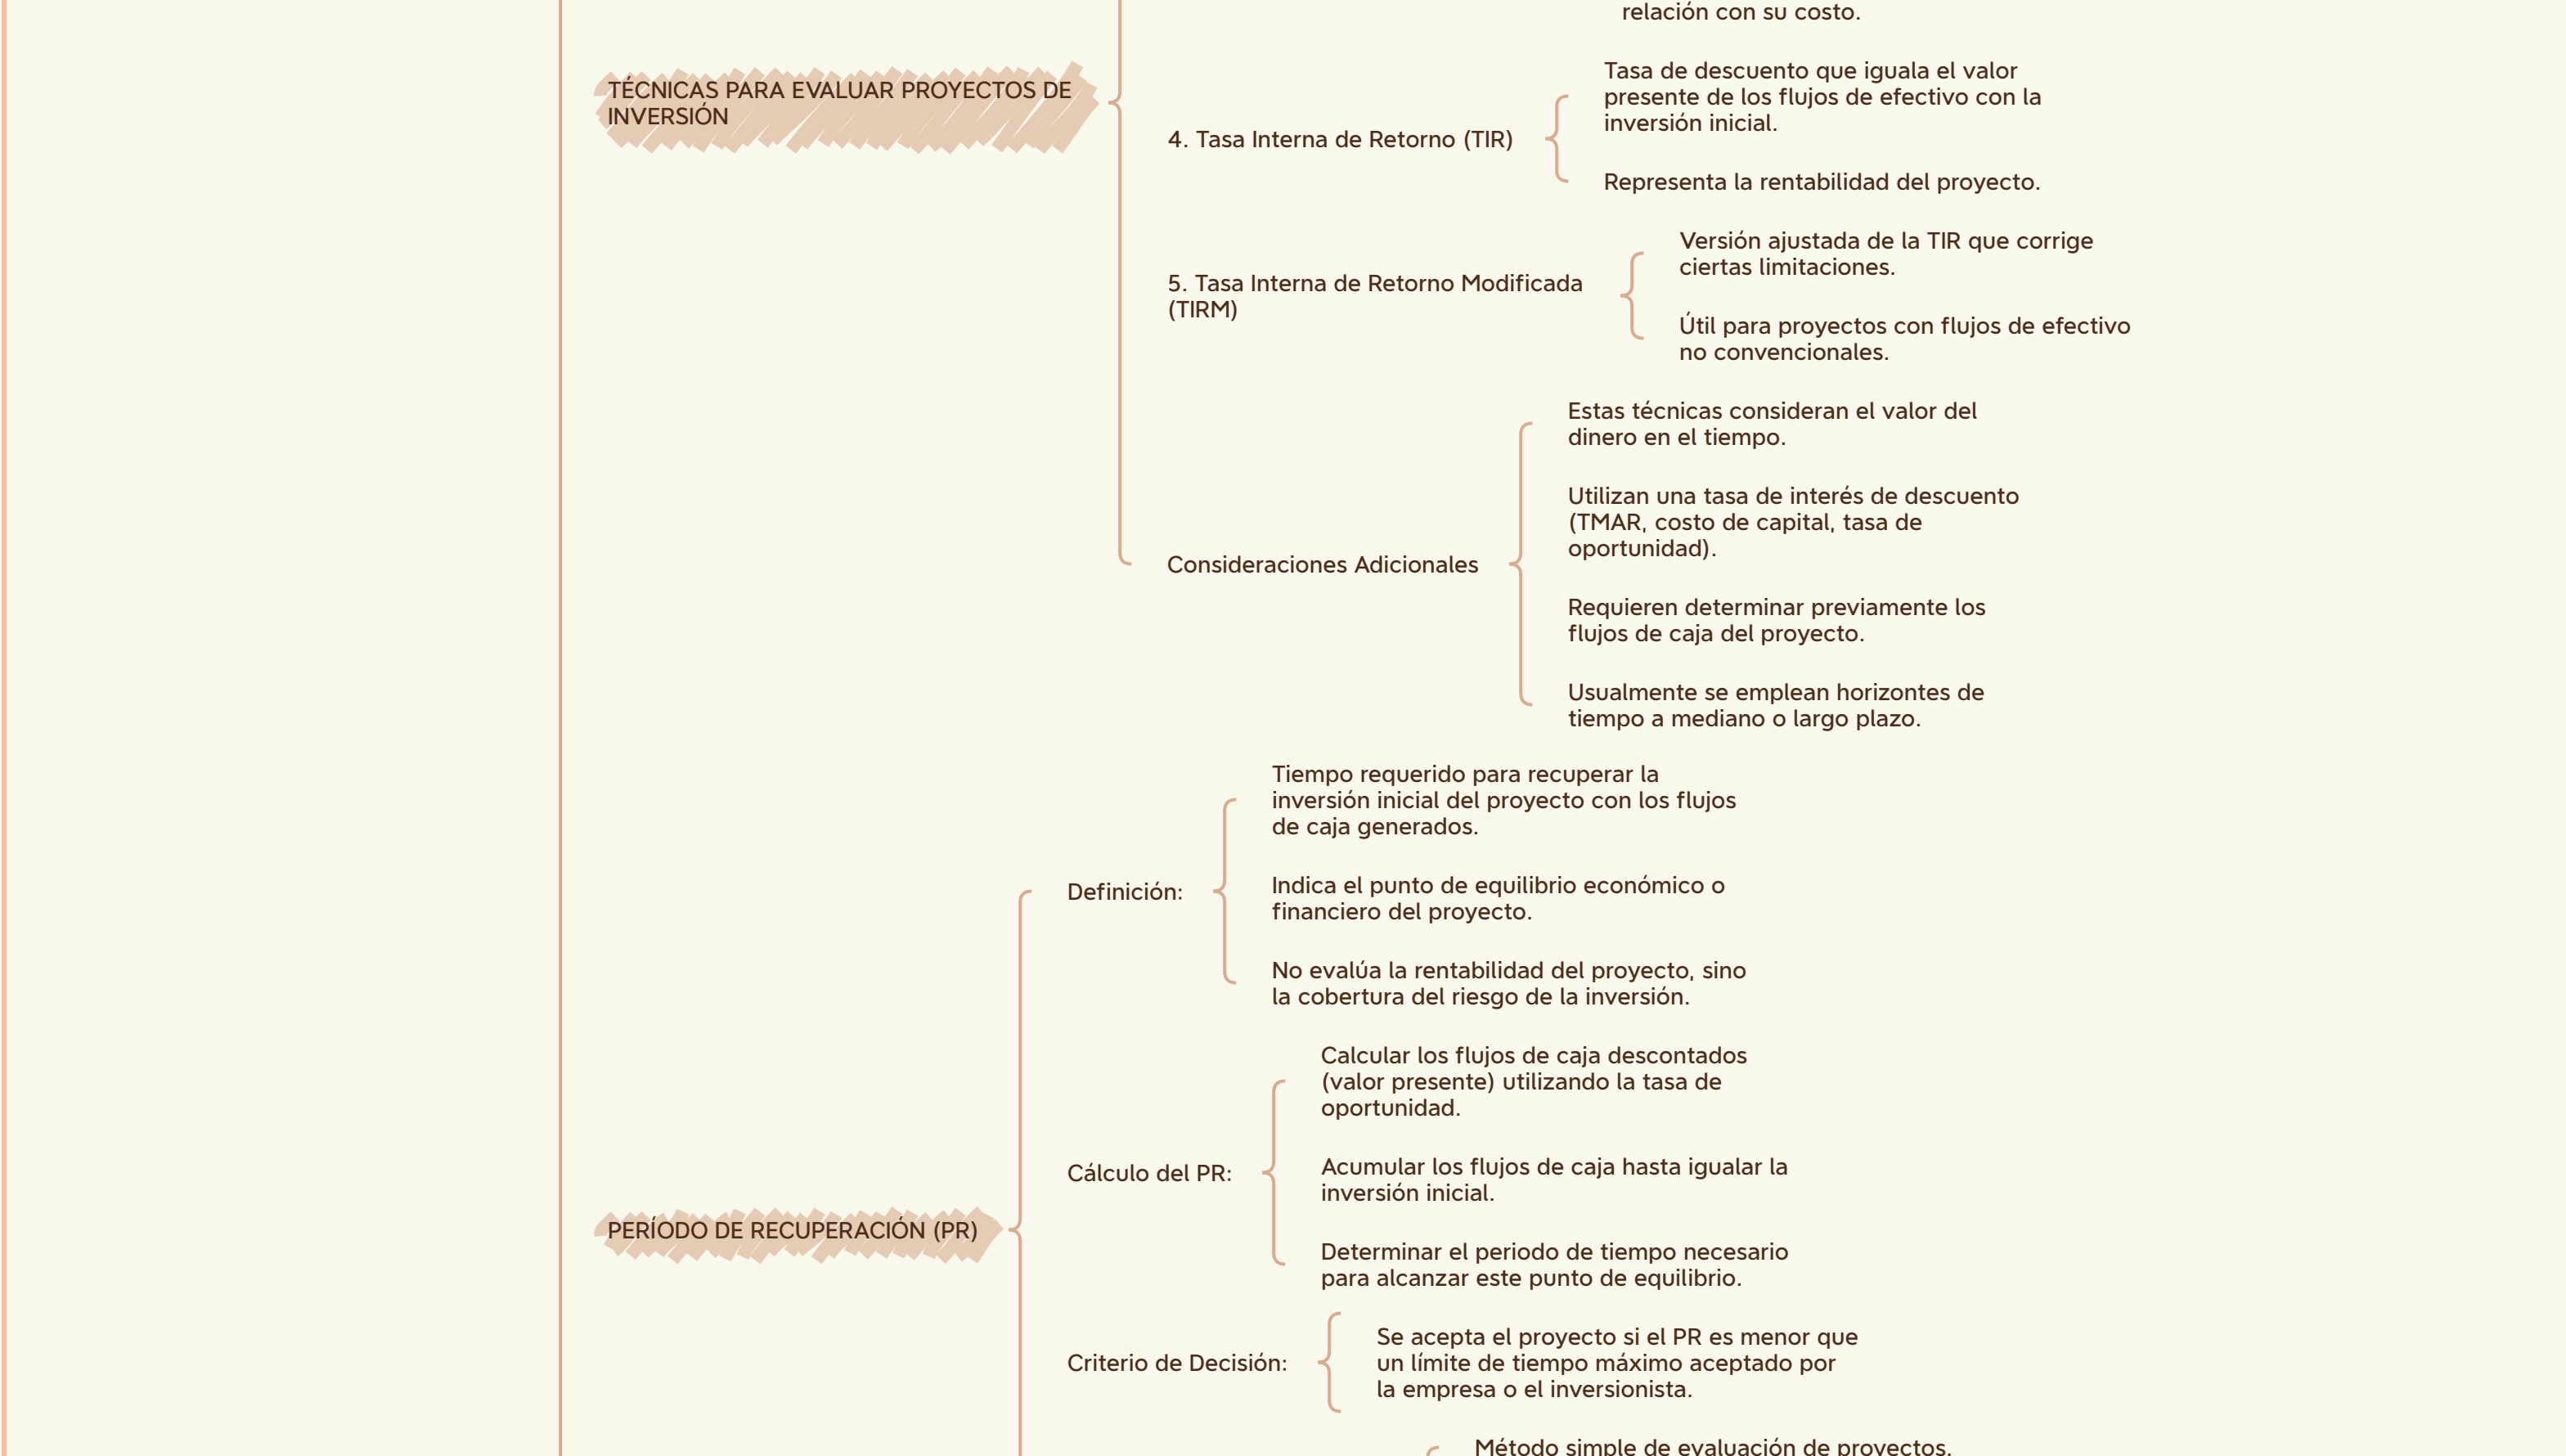 relación con su costo.
TÉCNICAS PARA EVALUAR PROYECTOS DE
INVERSIÓN
4. Tasa Interna de Retorno (TIR)
Tasa de descuento que iguala el valor
presente de los flujos de efectivo con la
inversión inicial.
Representa la rentabilidad del proyecto.
5. Tasa Interna de Retorno Modificada
(TIRM)
Versión ajustada de la TIR que corrige
ciertas limitaciones.
Útil para proyectos con flujos de efectivo
no convencionales.
Consideraciones Adicionales
Estas técnicas consideran el valor del
dinero en el tiempo.
Utilizan una tasa de interés de descuento
(TMAR, costo de capital, tasa de
oportunidad).
Requieren determinar previamente los
flujos de caja del proyecto.
Usualmente se emplean horizontes de
tiempo a mediano o largo plazo.
PERÍODO DE RECUPERACIÓN (PR)
Definición:
Tiempo requerido para recuperar la
inversión inicial del proyecto con los flujos
de caja generados.
Indica el punto de equilibrio económico o
financiero del proyecto.
No evalúa la rentabilidad del proyecto, sino
la cobertura del riesgo de la inversión.
Cálculo del PR:
Calcular los flujos de caja descontados
(valor presente) utilizando la tasa de
oportunidad.
Acumular los flujos de caja hasta igualar la
inversión inicial.
Determinar el periodo de tiempo necesario
para alcanzar este punto de equilibrio.
Criterio de Decisión:
Se acepta el proyecto si el PR es menor que
un límite de tiempo máximo aceptado por
la empresa o el inversionista.
Método simple de evaluación de proyectos.